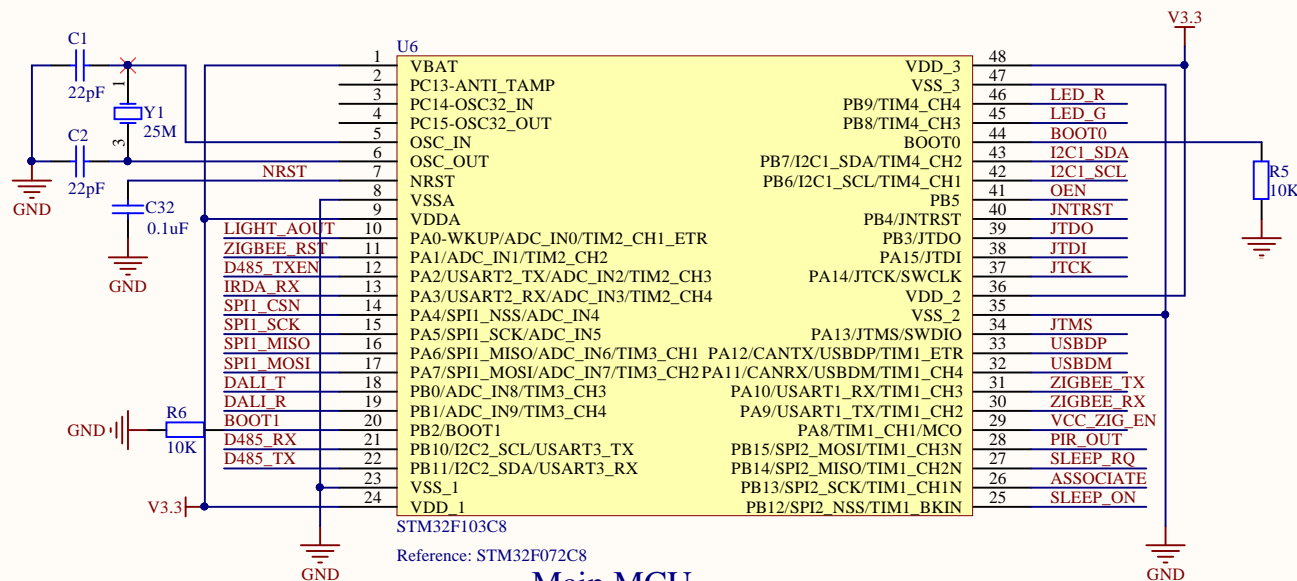 V3.3
C1
22pF
1
Y1
25M
3
C2
22pF
GND
NRST
C32
0.1uF
GND
U6
1 VBAT
2 PC13-ANTI_TAMP
3 PC14-OSC32_IN
4 PC15-OSC32_OUT
5 OSC_IN
6 OSC_OUT
7 NRST
8 VSSA
9 VDDA
LIGHT_AOUT 10 PA0-WKUP/ADC_IN0/TIM2_CH1_ETR
ZIGBEE_RST 11 PA1/ADC_IN1/TIM2_CH2
D485_TXEN 12 PA2/USART2_TX/ADC_IN2/TIM2_CH3
IRDA_RX 13 PA3/USART2_RX/ADC_IN3/TIM2_CH4
SPI1_CSN 14 PA4/SPI1_NSS/ADC_IN4
SPI1_SCK 15 PA5/SPI1_SCK/ADC_IN5
SPI1_MISO 16 PA6/SPI1_MISO/ADC_IN6/TIM3_CH1
SPI1_MOSI 17 PA7/SPI1_MOSI/ADC_IN7/TIM3_CH2
DALI_T 18 PB0/ADC_IN8/TIM3_CH3
DALI_R 19 PB1/ADC_IN9/TIM3_CH4
GND R6 10K BOOT1 20 PB2/BOOT1
D485_RX 21 PB10/I2C2_SCL/USART3_TX
D485_TX 22 PB11/I2C2_SDA/USART3_RX
23 VSS_1
V3.3 24 VDD_1
VDD_3 48
VSS_3 47
PB9/TIM4_CH4 46 LED_R
PB8/TIM4_CH3 45 LED_G
BOOT0 44 BOOT0
PB7/I2C1_SDA/TIM4_CH2 43 I2C1_SDA
PB6/I2C1_SCL/TIM4_CH1 42 I2C1_SCL
PB5 41 OEN
PB4/JNTRST 40 JNTRST
PB3/JTDO 39 JTDO
PA15/JTDI 38 JTDI
PA14/JTCK/SWCLK 37 JTCK
VDD_2 36
VSS_2 35
PA13/JTMS/SWDIO 34 JTMS
PA12/CANTX/USBDP/TIM1_ETR 33 USBDP
PA11/CANRX/USBDM/TIM1_CH4 32 USBDM
PA10/USART1_RX/TIM1_CH3 31 ZIGBEE_TX
PA9/USART1_TX/TIM1_CH2 30 ZIGBEE_RX
PA8/TIM1_CH1/MCO 29 VCC_ZIG_EN
PB15/SPI2_MOSI/TIM1_CH3N 28 PIR_OUT
PB14/SPI2_MISO/TIM1_CH2N 27 SLEEP_RQ
PB13/SPI2_SCK/TIM1_CH1N 26 ASSOCIATE
PB12/SPI2_NSS/TIM1_BKIN 25 SLEEP_ON
R5
10K
STM32F103C8
Reference: STM32F072C8
GND
GND
Main MCU